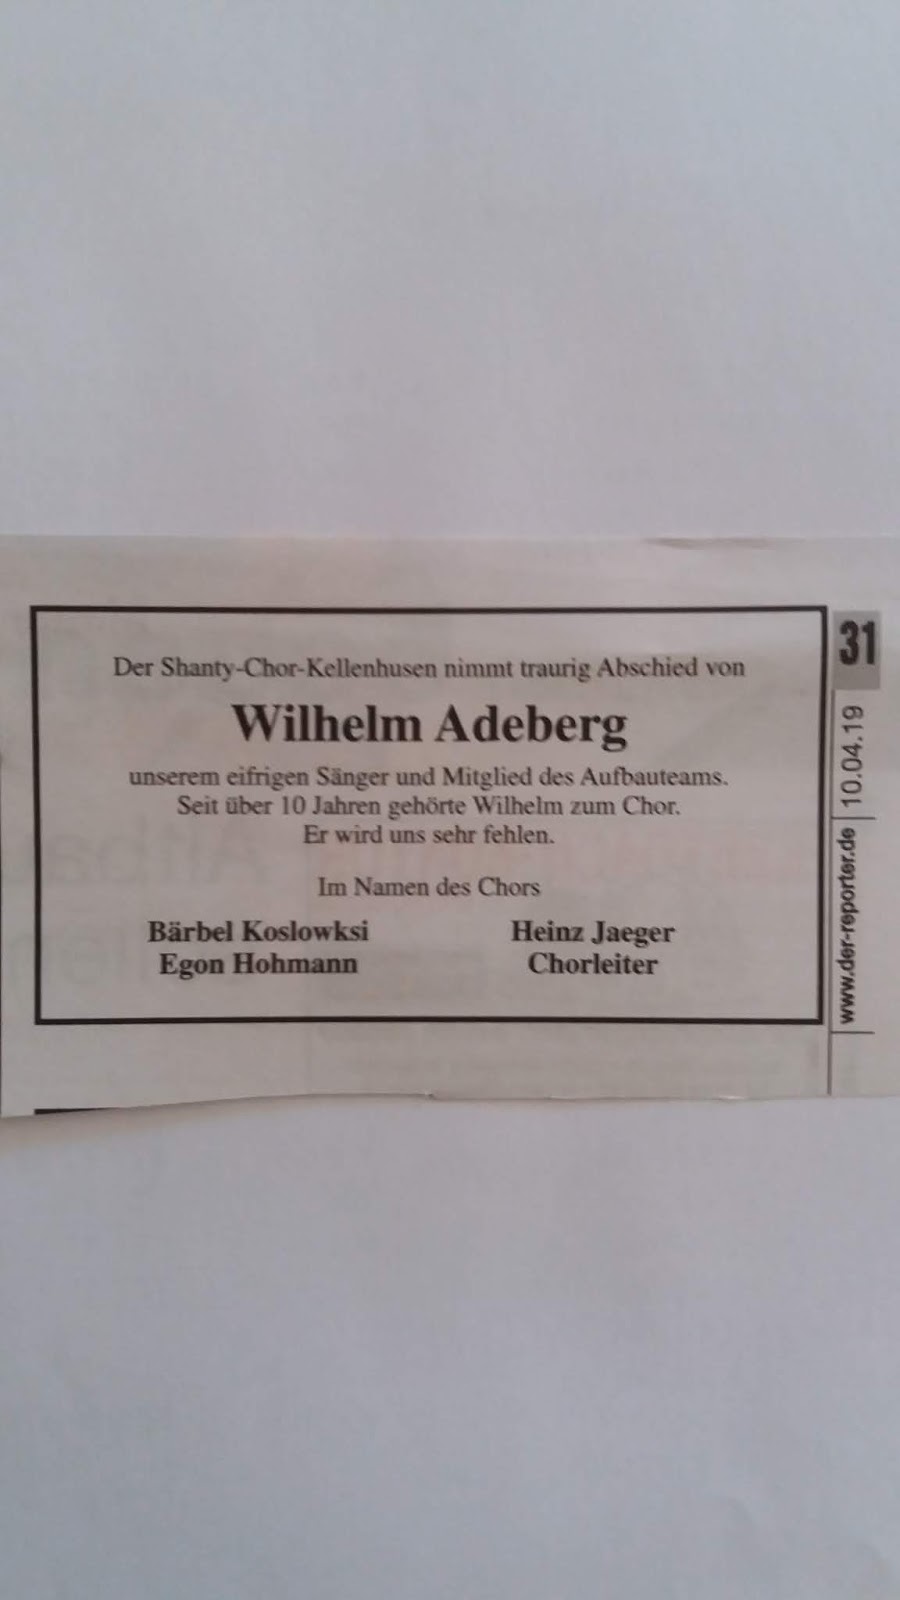 Der Shanty-Chor-Kellenhusen nimmt traurig Abschied von
Wilhelm Adeberg
unserem eifrigen Sänger und Mitglied des Aufbauteams.
Seit über 10 Jahren gehörte Wilhelm zum Chor.
Er wird uns sehr fehlen.
Im Namen des Chors
Bärbel Koslowksi
Egon Hohmann
Heinz Jaeger
Chorleiter
31
10.04.19
www.der-reporter.de